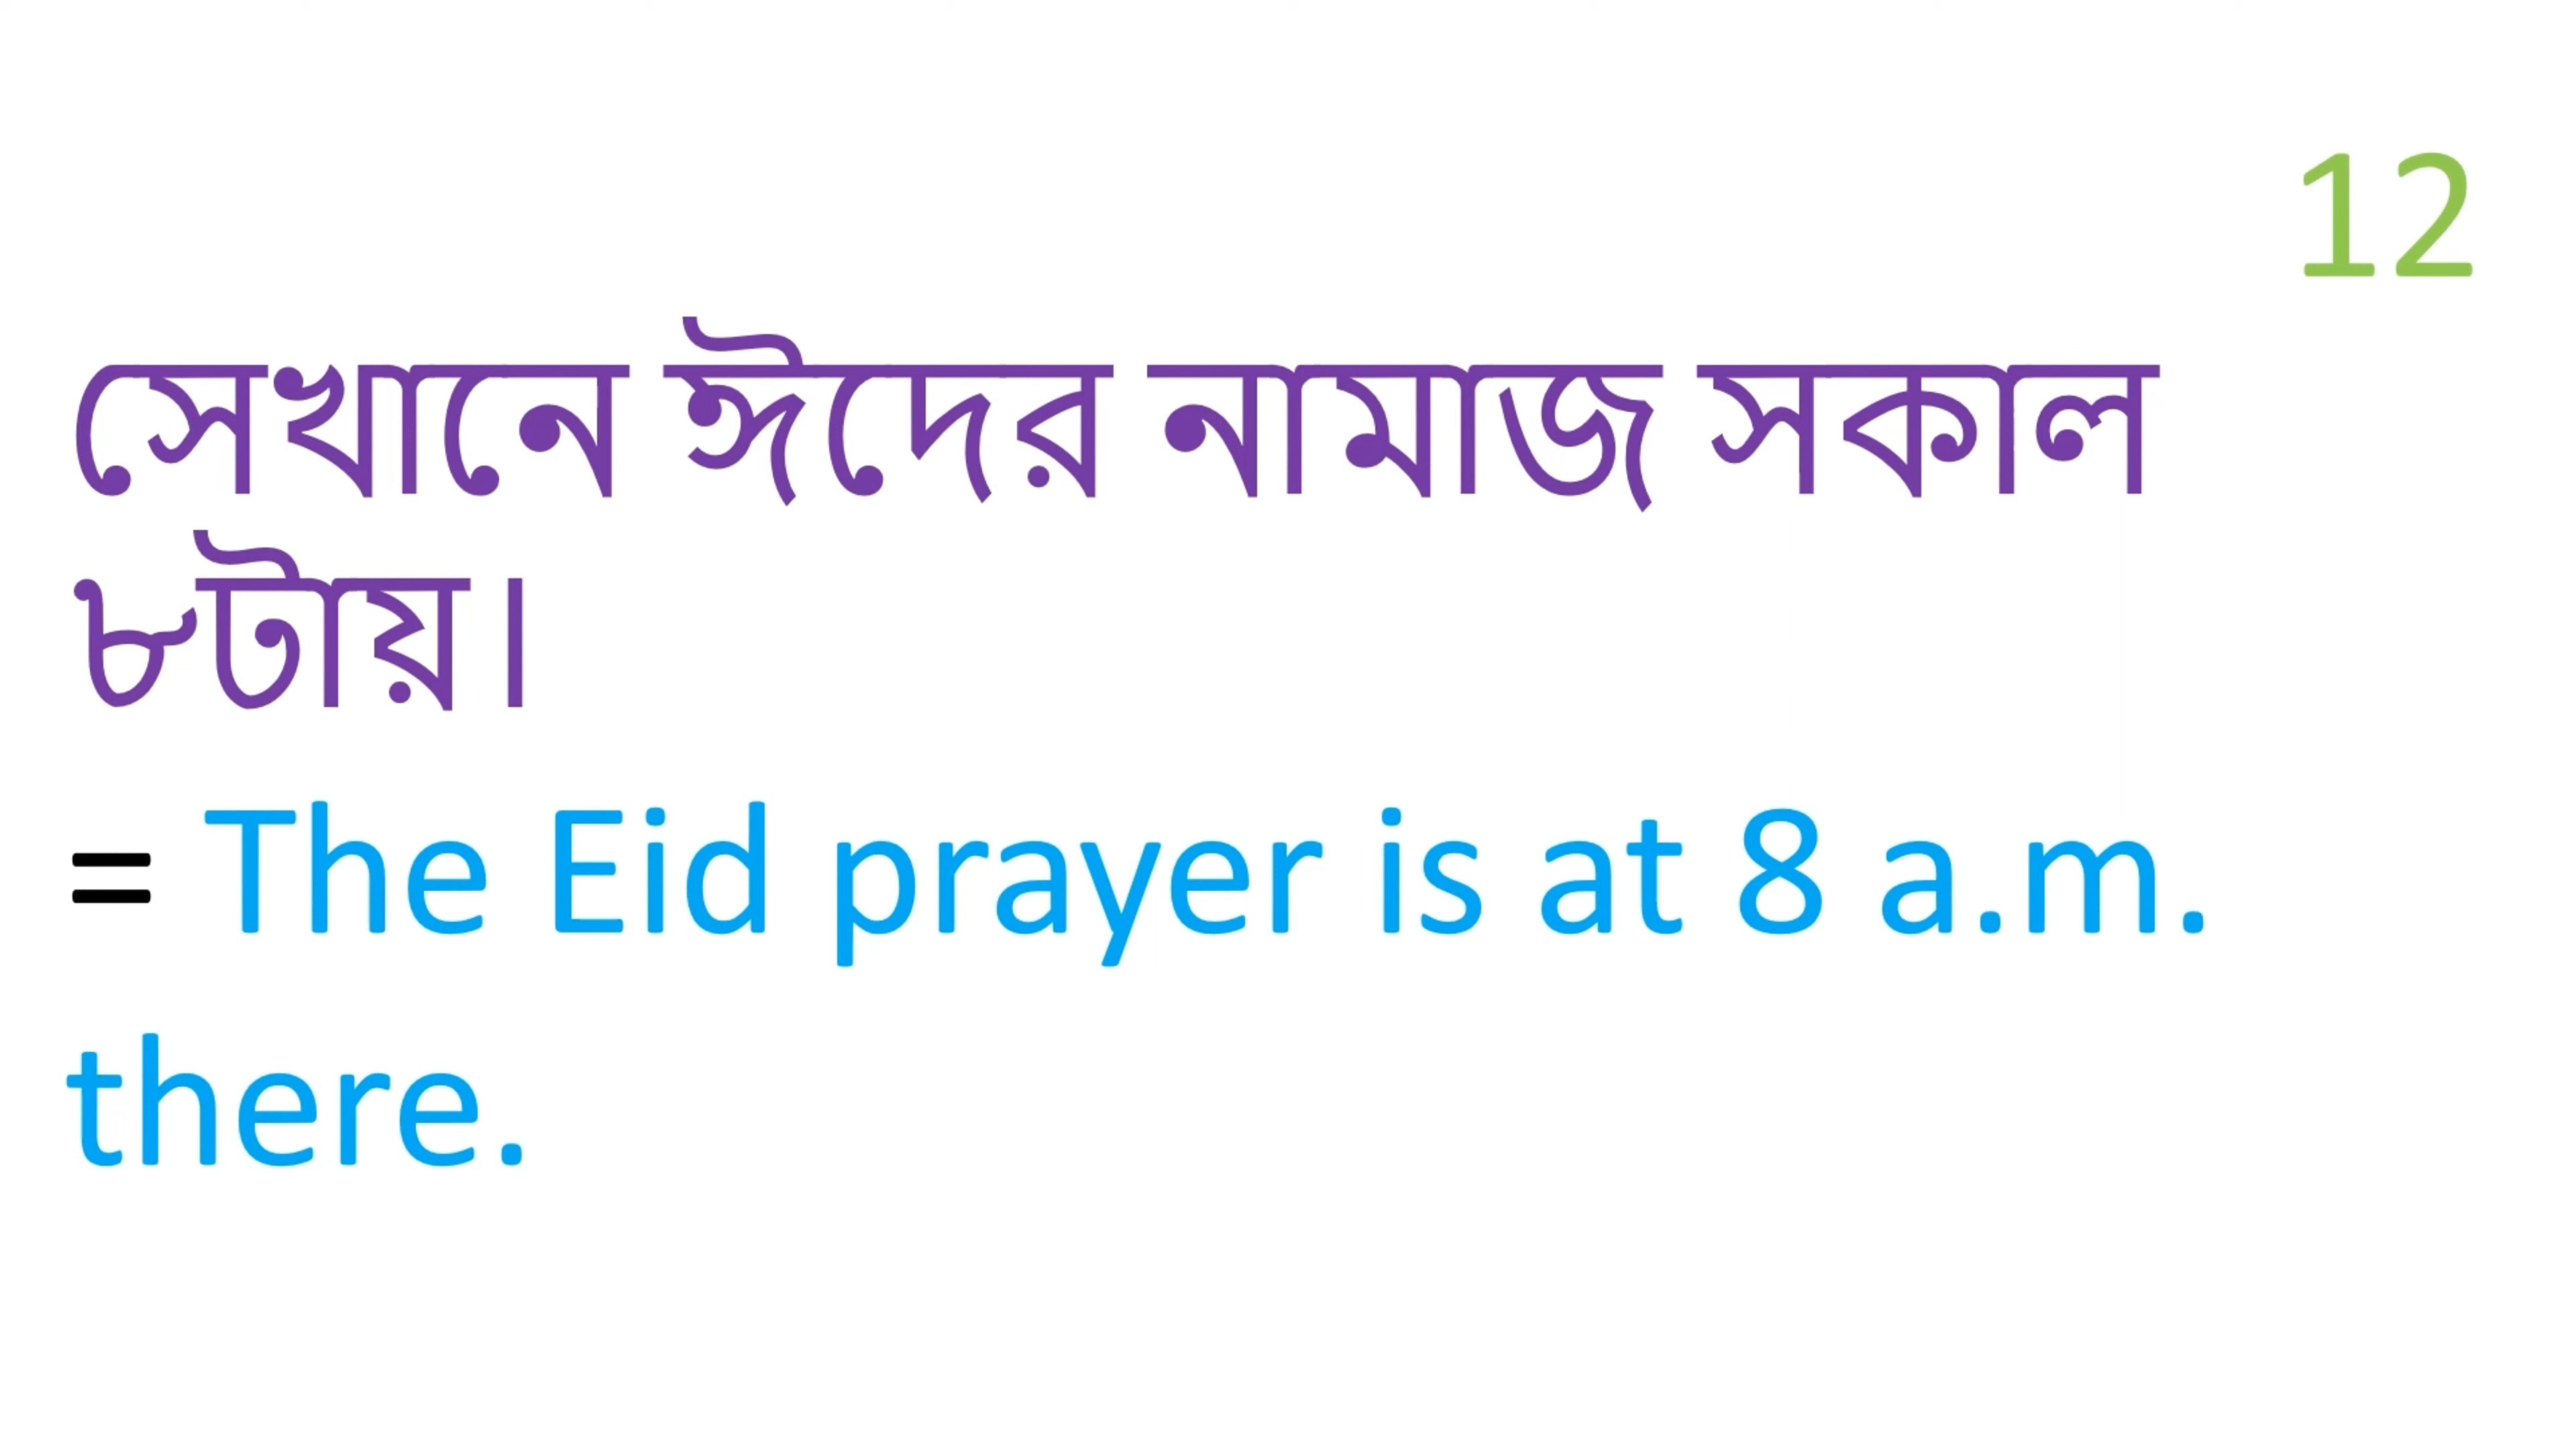 12
সেখানে ঈদের নামাজ সকাল
৮টায়।
= The Eid prayer is at 8 a.m.
there.